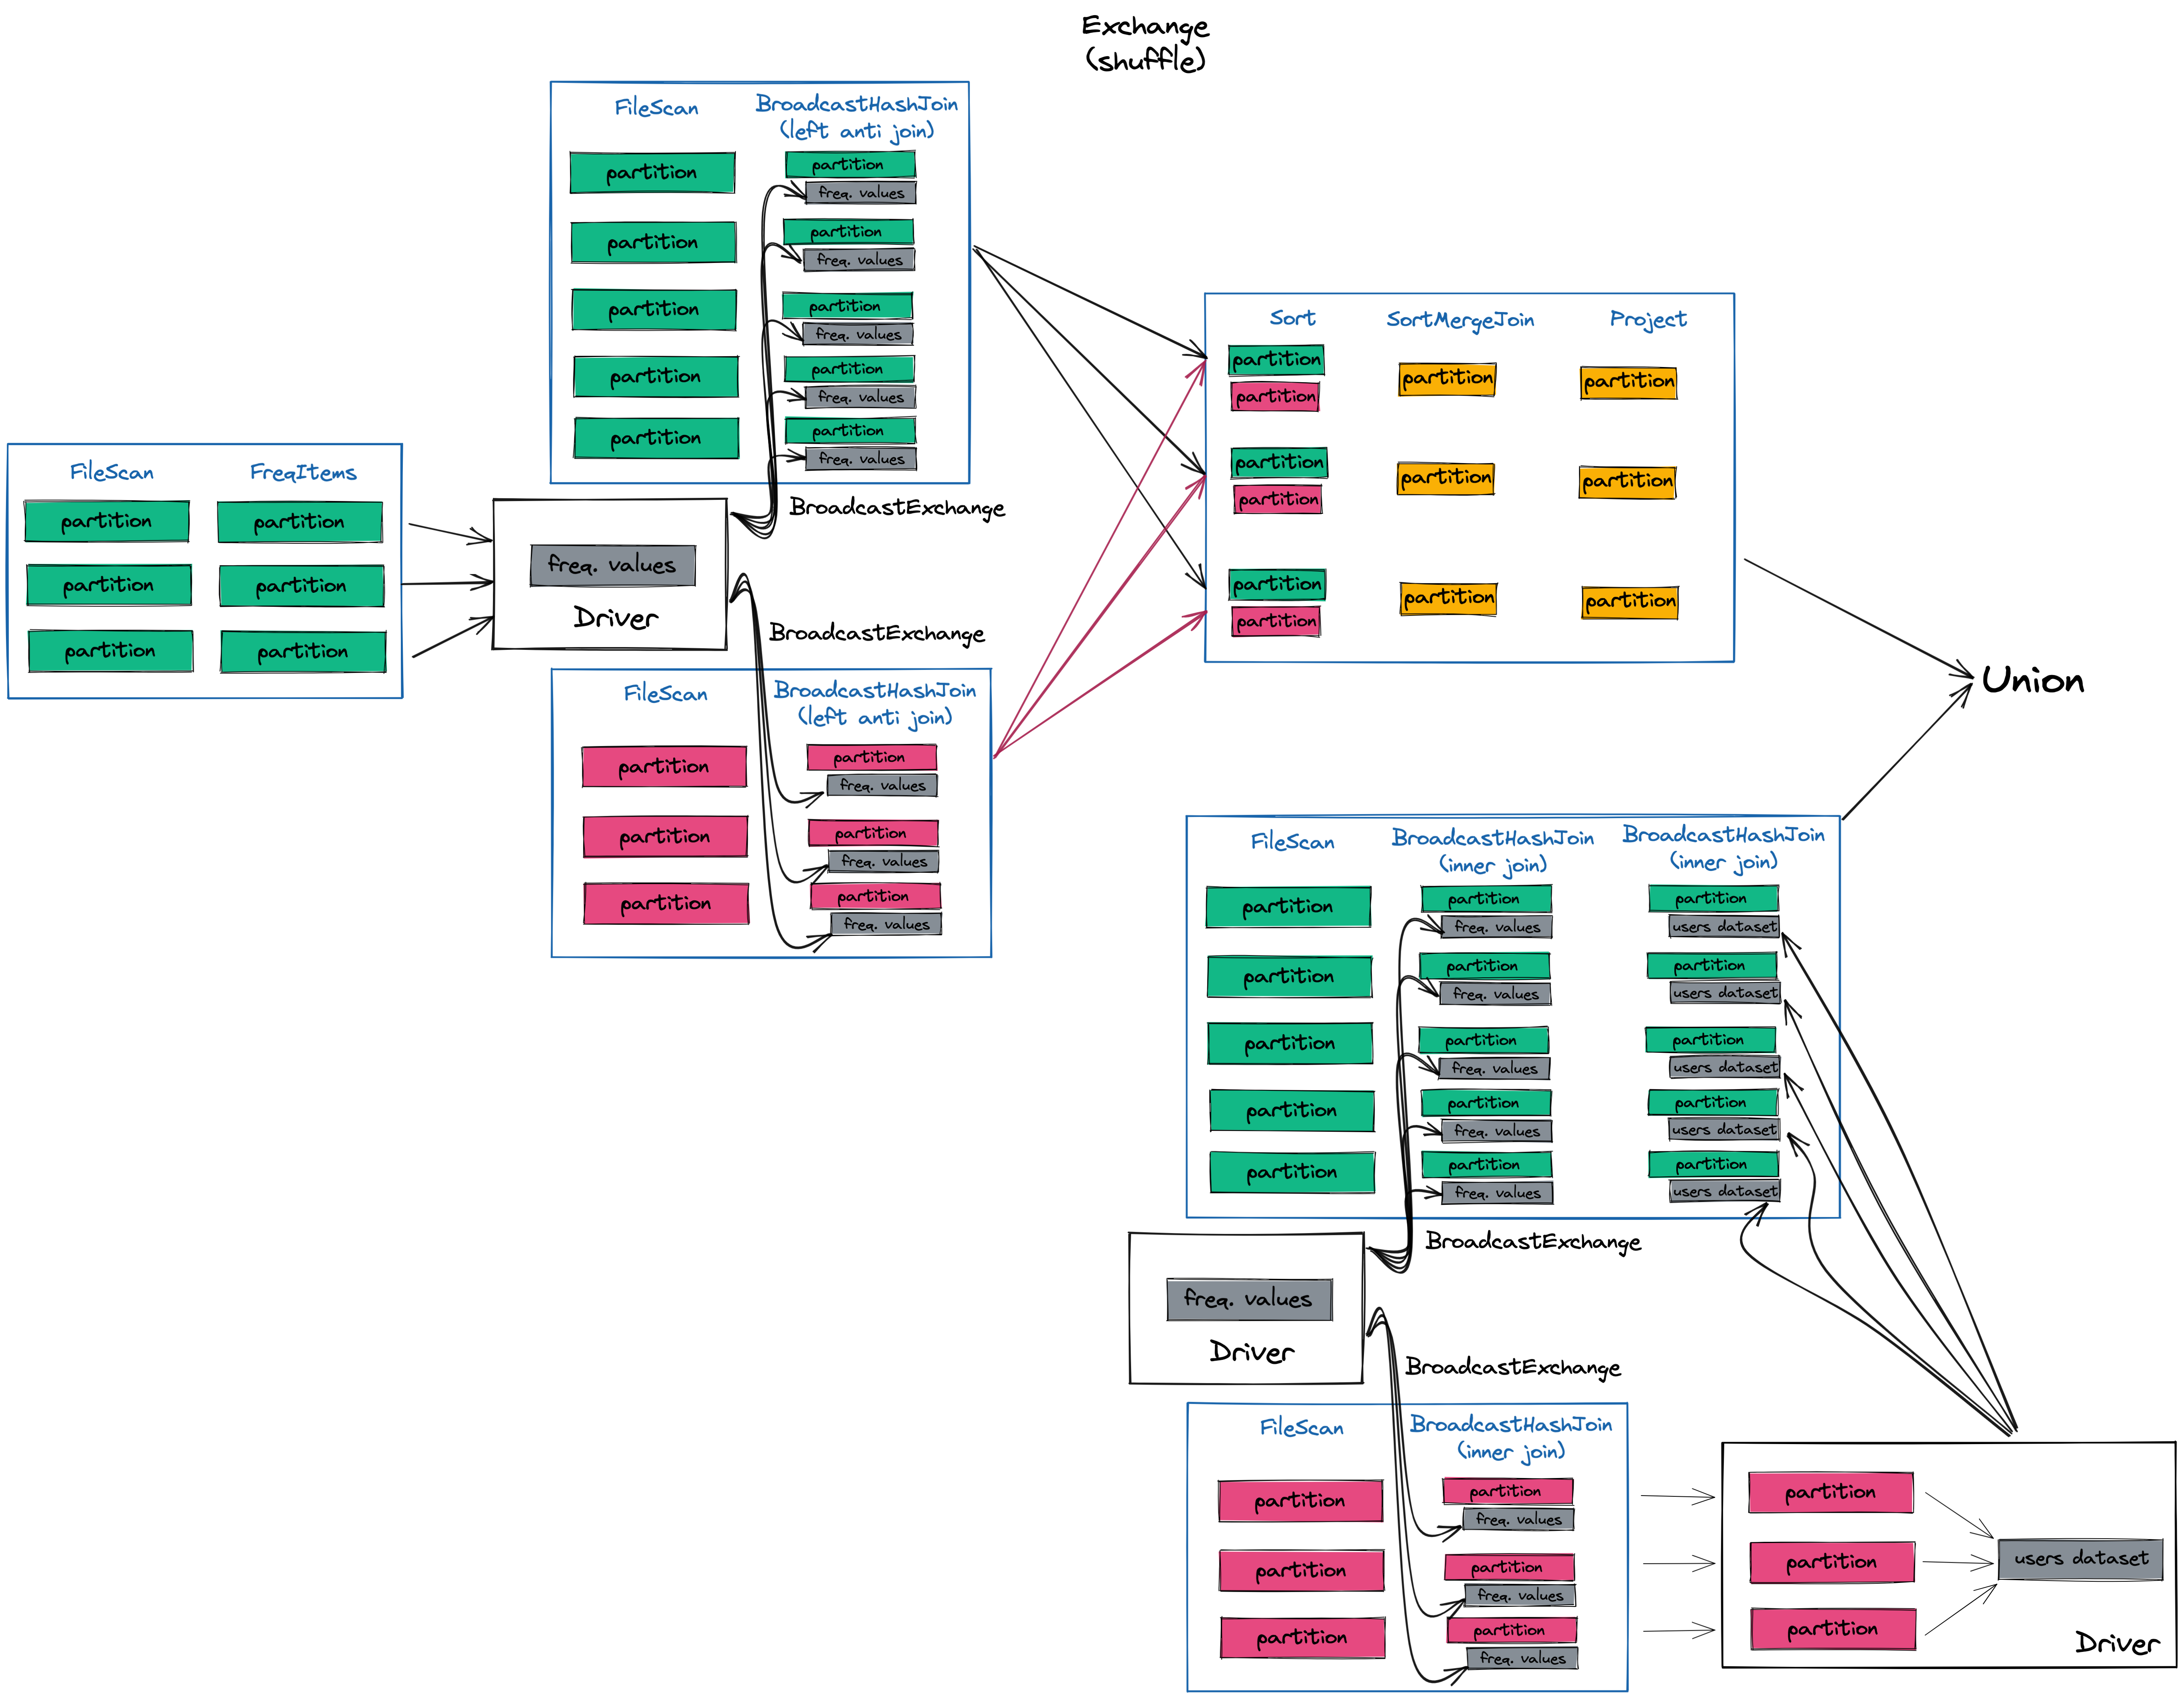 Exchange
(shuffle)
FileScan
BroadcastHashJoin
(left anti join)
partition
partition
freq. values
partition
partition
freq. values
partition
partition
freq. values
partition
partition
freq. values
partition
partition
freq. values
BroadcastExchange
FileScan
FreqItems
partition
partition
partition
partition
partition
partition
freq. values
Driver
BroadcastExchange
FileScan
BroadcastHashJoin
(left anti join)
partition
partition
freq. values
partition
partition
freq. values
partition
partition
freq. values
Sort
SortMergeJoin
Project
partition
partition
partition
partition
partition
partition
partition
partition
partition
partition
partition
partition
Union
FileScan
BroadcastHashJoin
(inner join)
BroadcastHashJoin
(inner join)
partition
partition
freq. values
partition
users dataset
partition
partition
freq. values
partition
users dataset
partition
partition
freq. values
partition
users dataset
partition
partition
freq. values
partition
users dataset
partition
partition
freq. values
partition
users dataset
BroadcastExchange
freq. values
Driver
BroadcastExchange
FileScan
BroadcastHashJoin
(inner join)
partition
partition
freq. values
partition
partition
freq. values
partition
partition
freq. values
partition
partition
users dataset
partition
Driver